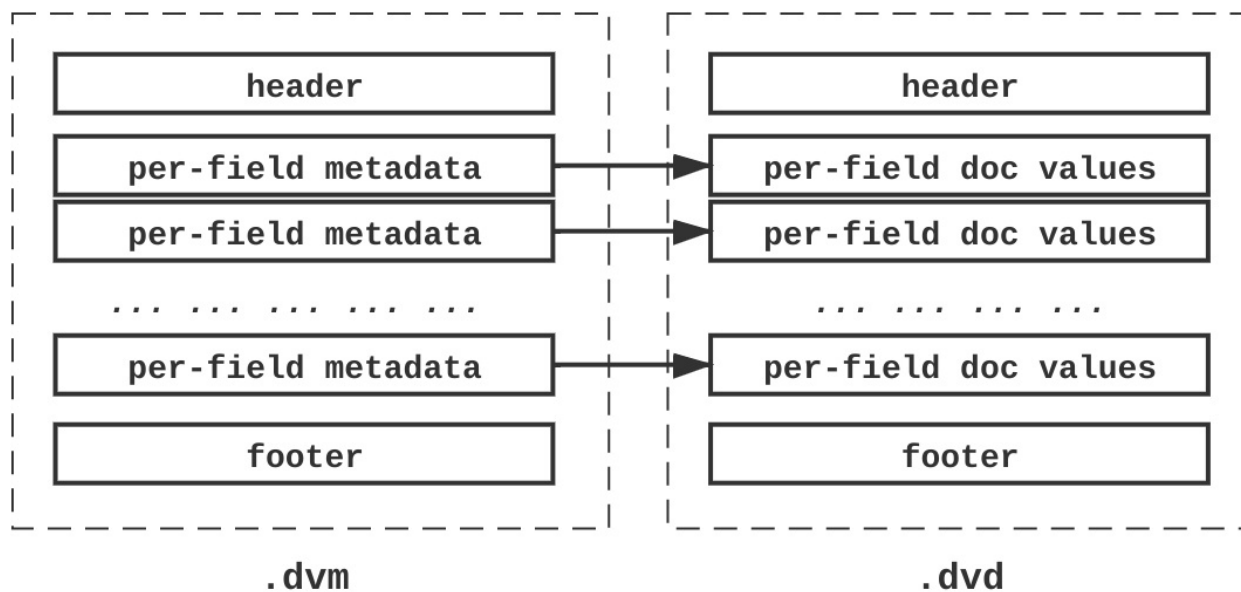 header
per-field metadata
per-field metadata
... ... ... ... ...
per-field metadata
footer
.dvm
header
per-field doc values
per-field doc values
... ... ... ...
per-field doc values
footer
.dvd